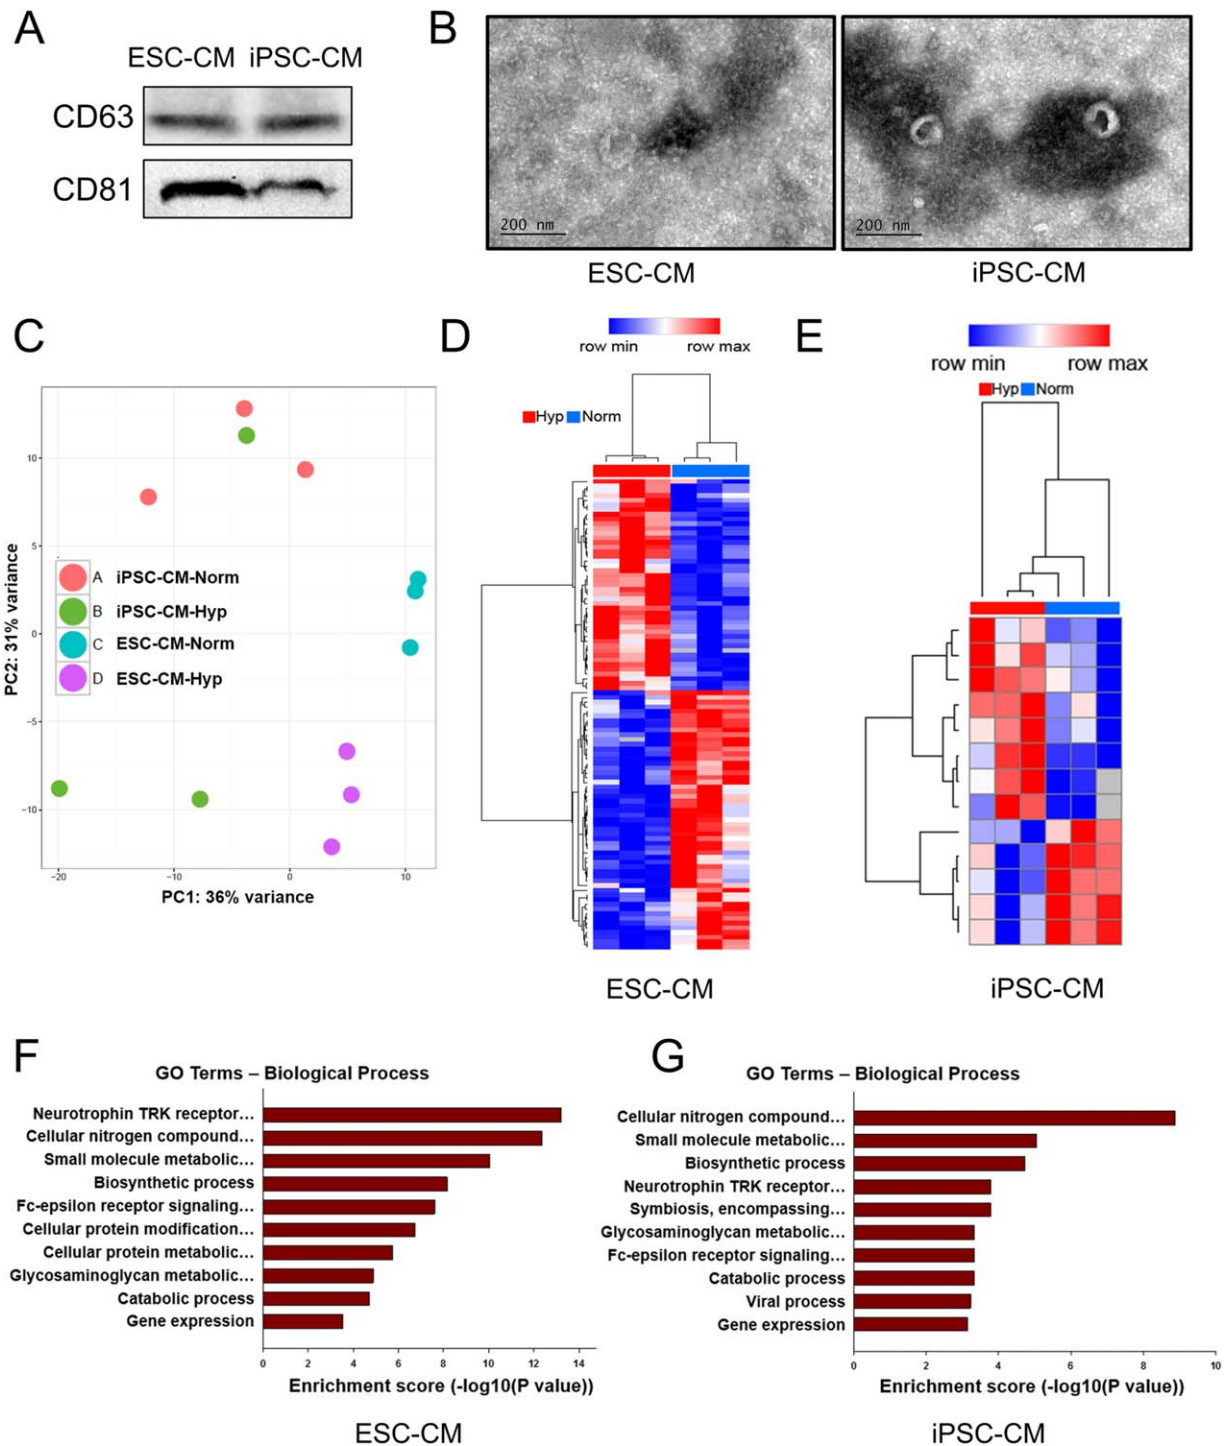 A
ESC-CM iPSC-CM
CD63
CD81
B
200 nm
ESC-CM
200 nm
iPSC-CM
C
PC2: 31% variance
10
5
0
−5
−10
A iPSC-CM-Norm
B iPSC-CM-Hyp
C ESC-CM-Norm
D ESC-CM-Hyp
−20
−10
0
10
PC1: 36% variance
D
row min row max
Hyp Norm
ESC-CM
E
row min row max
Hyp Norm
iPSC-CM
F
GO Terms – Biological Process
Neurotrophin TRK receptor...
Cellular nitrogen compound...
Small molecule metabolic...
Biosynthetic process
Fc-epsilon receptor signaling...
Cellular protein modification...
Cellular protein metabolic...
Glycosaminoglycan metabolic...
Catabolic process
Gene expression
0 2 4 6 8 10 12 14
Enrichment score (-log10(P value))
ESC-CM
G
GO Terms – Biological Process
Cellular nitrogen compound...
Small molecule metabolic...
Biosynthetic process
Neurotrophin TRK receptor...
Symbiosis, encompassing...
Glycosaminoglycan metabolic...
Fc-epsilon receptor signaling...
Catabolic process
Viral process
Gene expression
0 2 4 6 8 10
Enrichment score (-log10(P value))
iPSC-CM